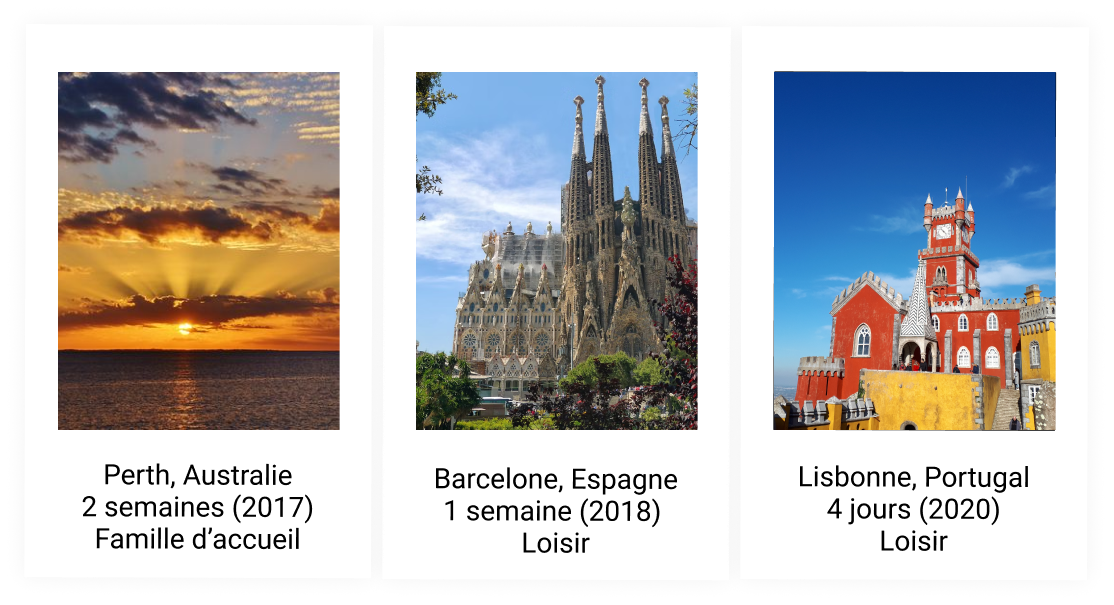 Perth, Australie
2 semaines (2017)
Famille d’accueil
Barcelone, Espagne
1 semaine (2018)
Loisir
Lisbonne, Portugal
4 jours (2020)
Loisir